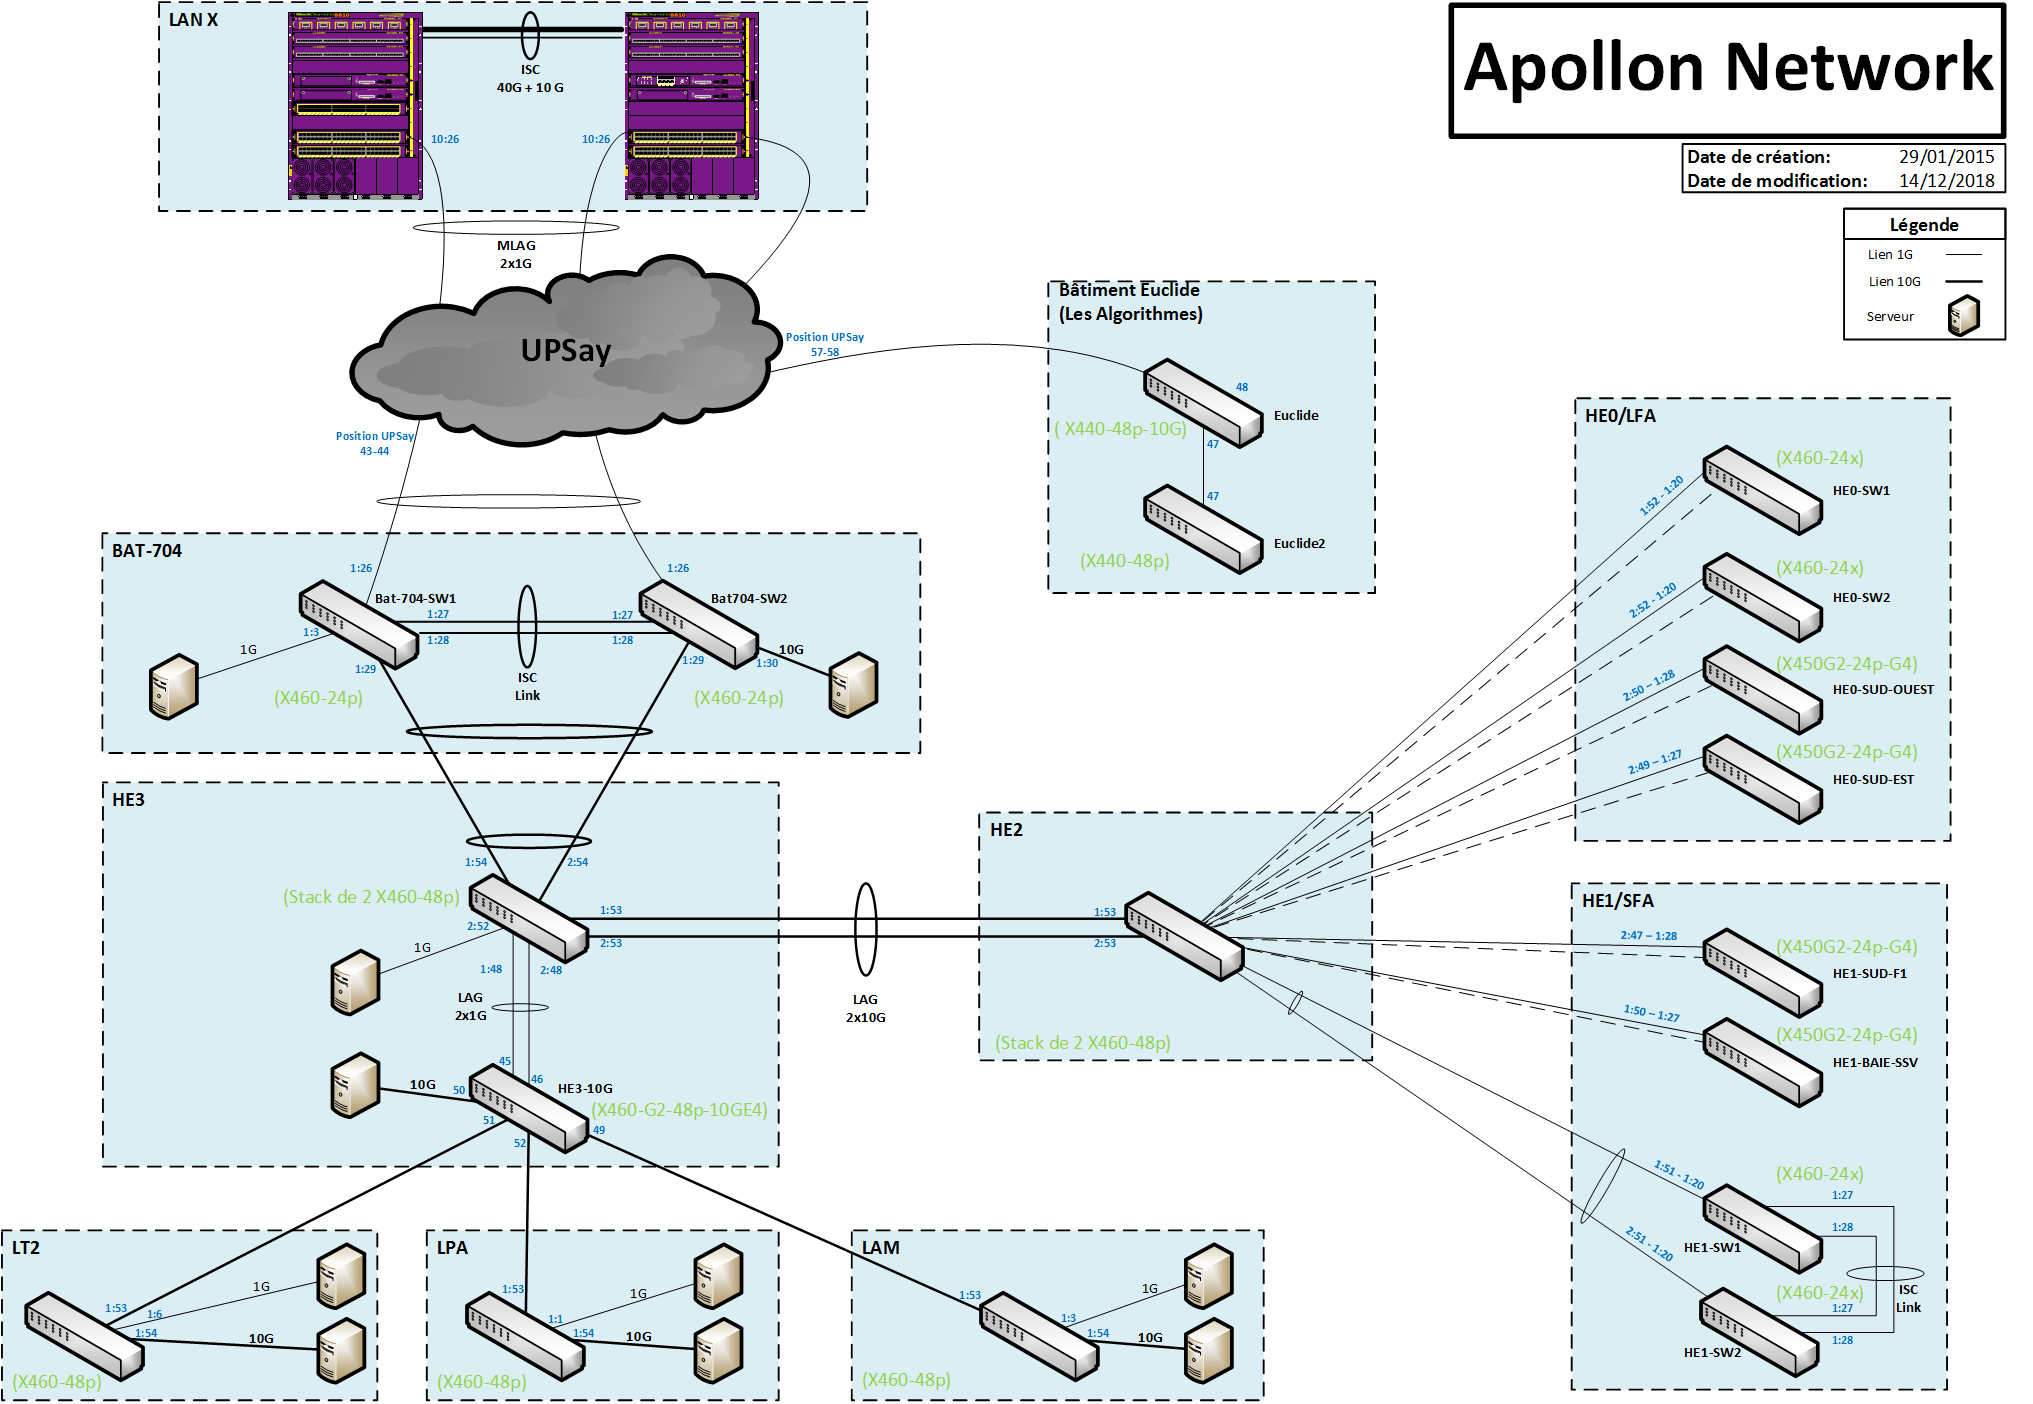 LAN X
8810
8810
ISC
40G + 10 G
10:26
10:26
MLAG
2x1G
Apollon Network
Date de création: 29/01/2015
Date de modification: 14/12/2018
Légende
Lien 1G
Lien 10G
Serveur
UPSay
Position UPSay
57-58
Position UPSay
43-44
Bâtiment Euclide
(Les Algorithmes)
48
Euclide
( X440-48p-10G)
47
47
Euclide2
(X440-48p)
BAT-704
1:26
1:26
Bat-704-SW1
Bat704-SW2
1:27
1:27
1:28
1:28
1:3
1G
1:29
1:29
10G
1:30
ISC
Link
(X460-24p)
(X460-24p)
HE3
1:54
2:54
(Stack de 2 X460-48p)
1:53
2:53
2:52
1G
1:48
2:48
LAG
2x1G
45
46
HE3-10G
10G
50
(X460-G2-48p-10GE4)
51
52
49
LAG
2x10G
HE2
1:53
2:53
(Stack de 2 X460-48p)
HE0/LFA
(X460-24x)
HE0-SW1
1:52 - 1:20
(X460-24x)
HE0-SW2
2:52 - 1:20
(X450G2-24p-G4)
HE0-SUD-OUEST
2:50 – 1:28
(X450G2-24p-G4)
HE0-SUD-EST
2:49 – 1:27
HE1/SFA
2:47 – 1:28
(X450G2-24p-G4)
HE1-SUD-F1
1:50 – 1:27
(X450G2-24p-G4)
HE1-BAIE-SSV
1:51 - 1:20
(X460-24x)
1:27
1:28
HE1-SW1
2:51 - 1:20
(X460-24x)
ISC
Link
1:27
1:28
HE1-SW2
LT2
1:53
1:6
1G
1:54
10G
(X460-48p)
LPA
1:53
1:1
1G
1:54
10G
(X460-48p)
LAM
1:53
1:3
1G
1:54
10G
(X460-48p)